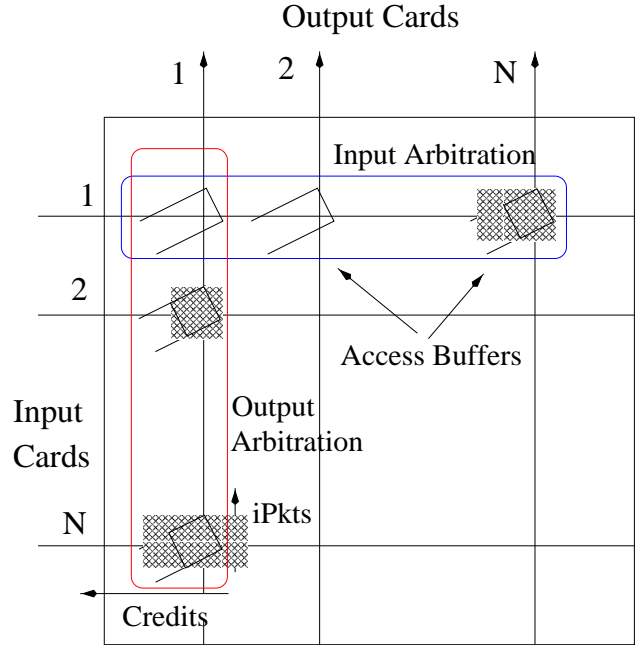 Output Cards
1
2
N
Input Arbitration
1
2
Access Buffers
Input
Cards
Output
Arbitration
N
iPkts
Credits